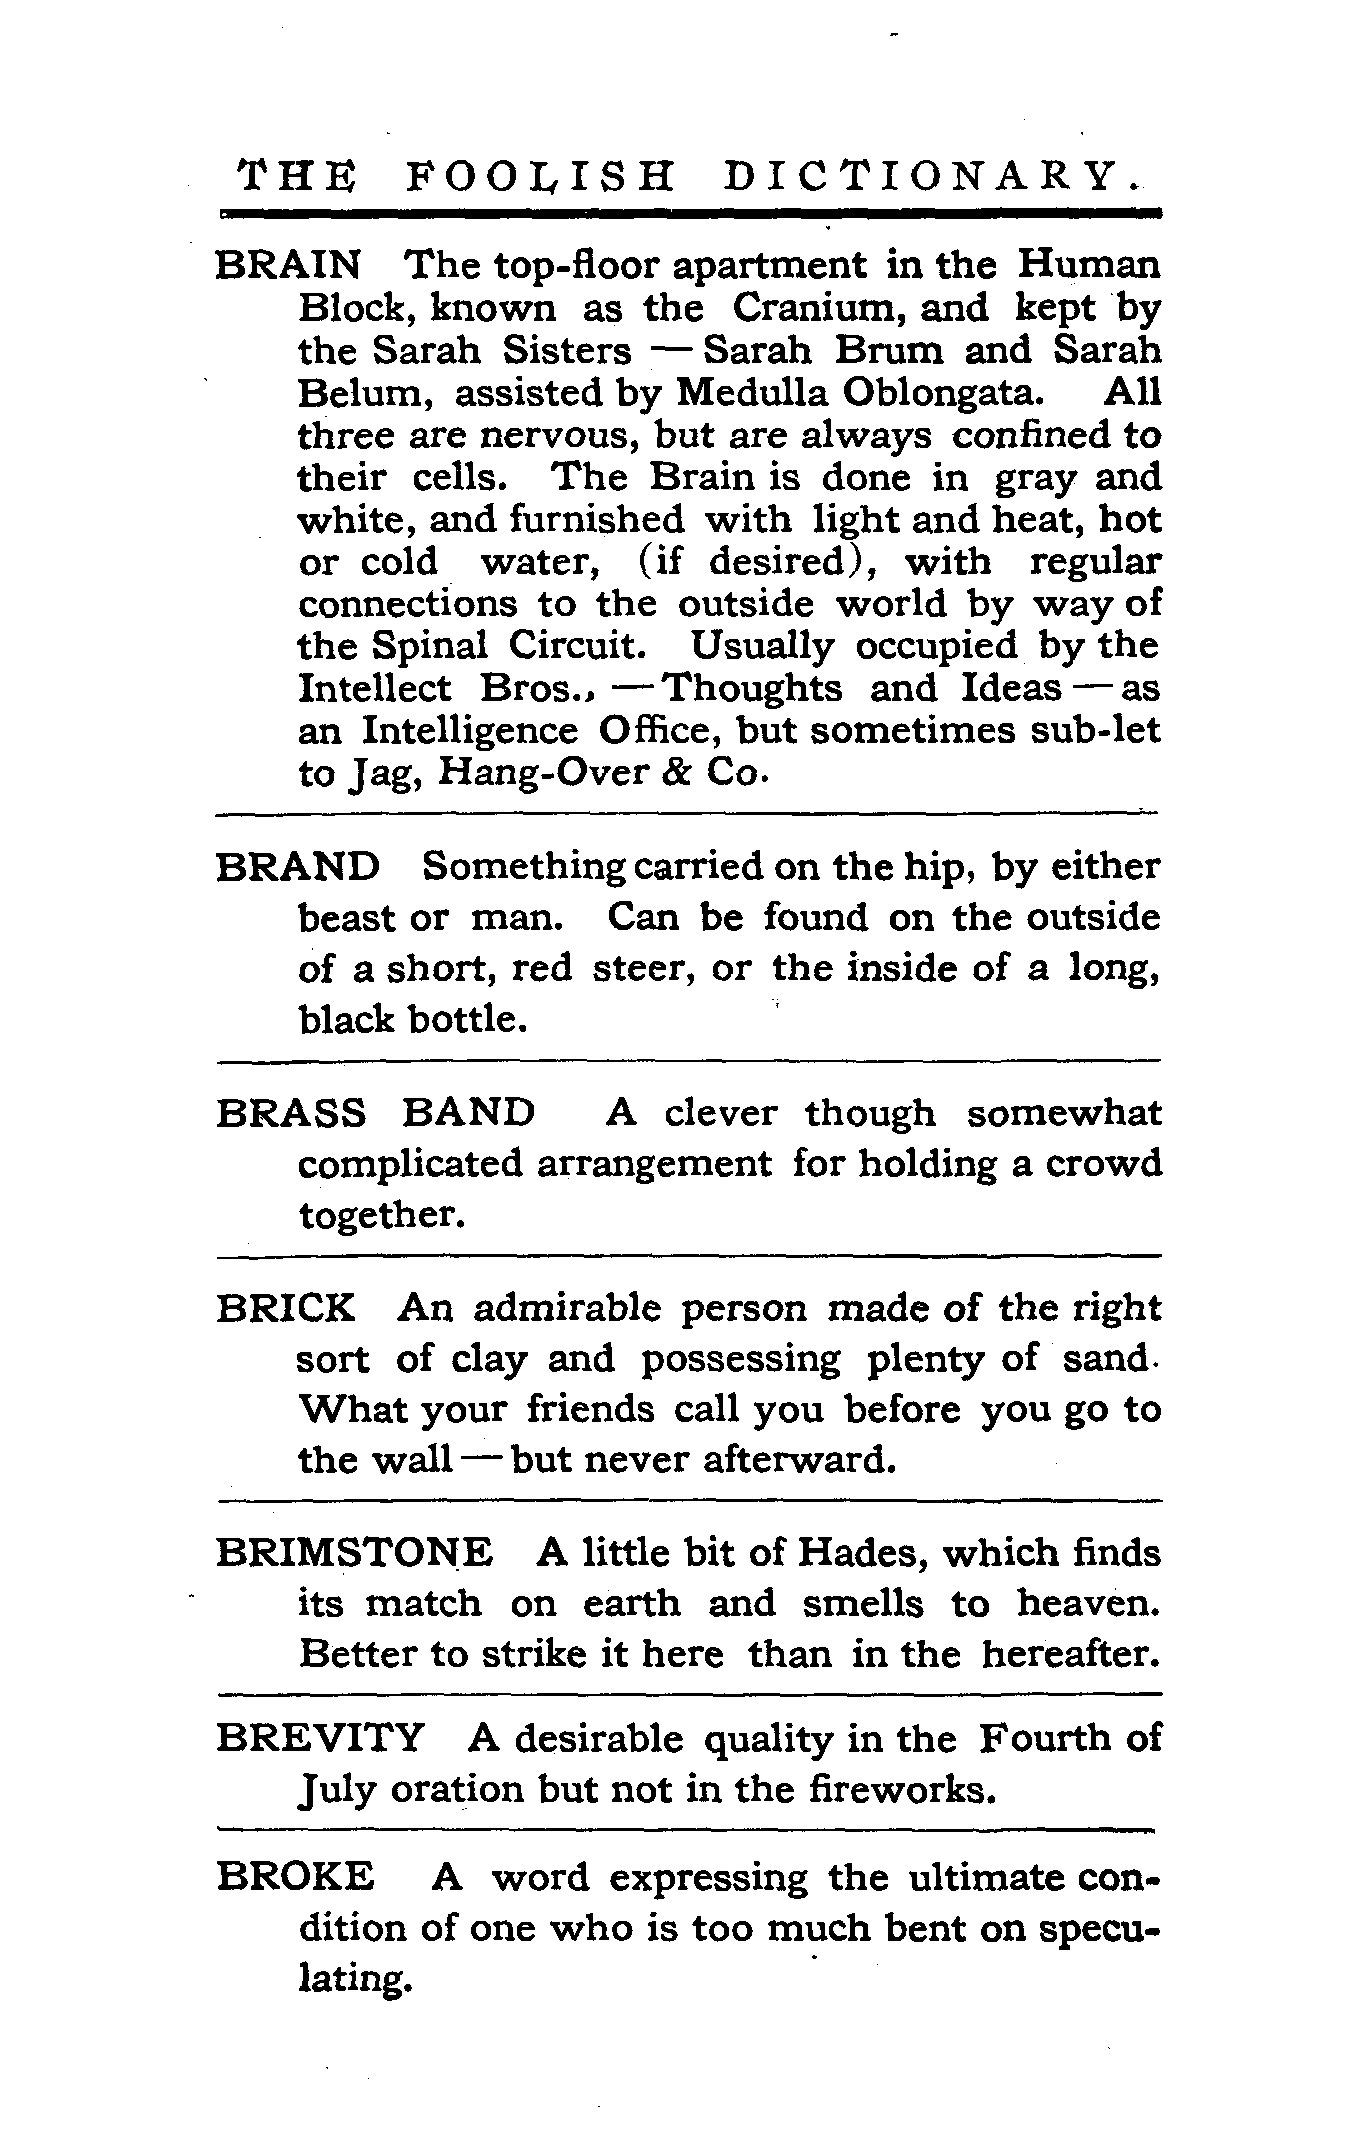 THE FOOLISH DICTIONARY.
BRAIN The top-floor apartment in the Human
Block, known as the Cranium, and kept by
the Sarah Sisters — Sarah Brum and Sarah
Belum, assisted by Medulla Oblongata. All
three are nervous, but are always confined to
their cells. The Brain is done in gray and
white, and furnished with light and heat, hot
or cold water, (if desired), with regular
connections to the outside world by way of
the Spinal Circuit. Usually occupied by the
Intellect Bros., — Thoughts and Ideas — as
an Intelligence Office, but sometimes sub-let
to Jag, Hang-Over & Co.
BRAND Something carried on the hip, by either
beast or man. Can be found on the outside
of a short, red steer, or the inside of a long,
black bottle.
BRASS BAND A clever though somewhat
complicated arrangement for holding a crowd
together.
BRICK An admirable person made of the right
sort of clay and possessing plenty of sand.
What your friends call you before you go to
the wall — but never afterward.
BRIMSTONE A little bit of Hades, which finds
its match on earth and smells to heaven.
Better to strike it here than in the hereafter.
BREVITY A desirable quality in the Fourth of
July oration but not in the fireworks.
BROKE A word expressing the ultimate con-
dition of one who is too much bent on specu-
lating.